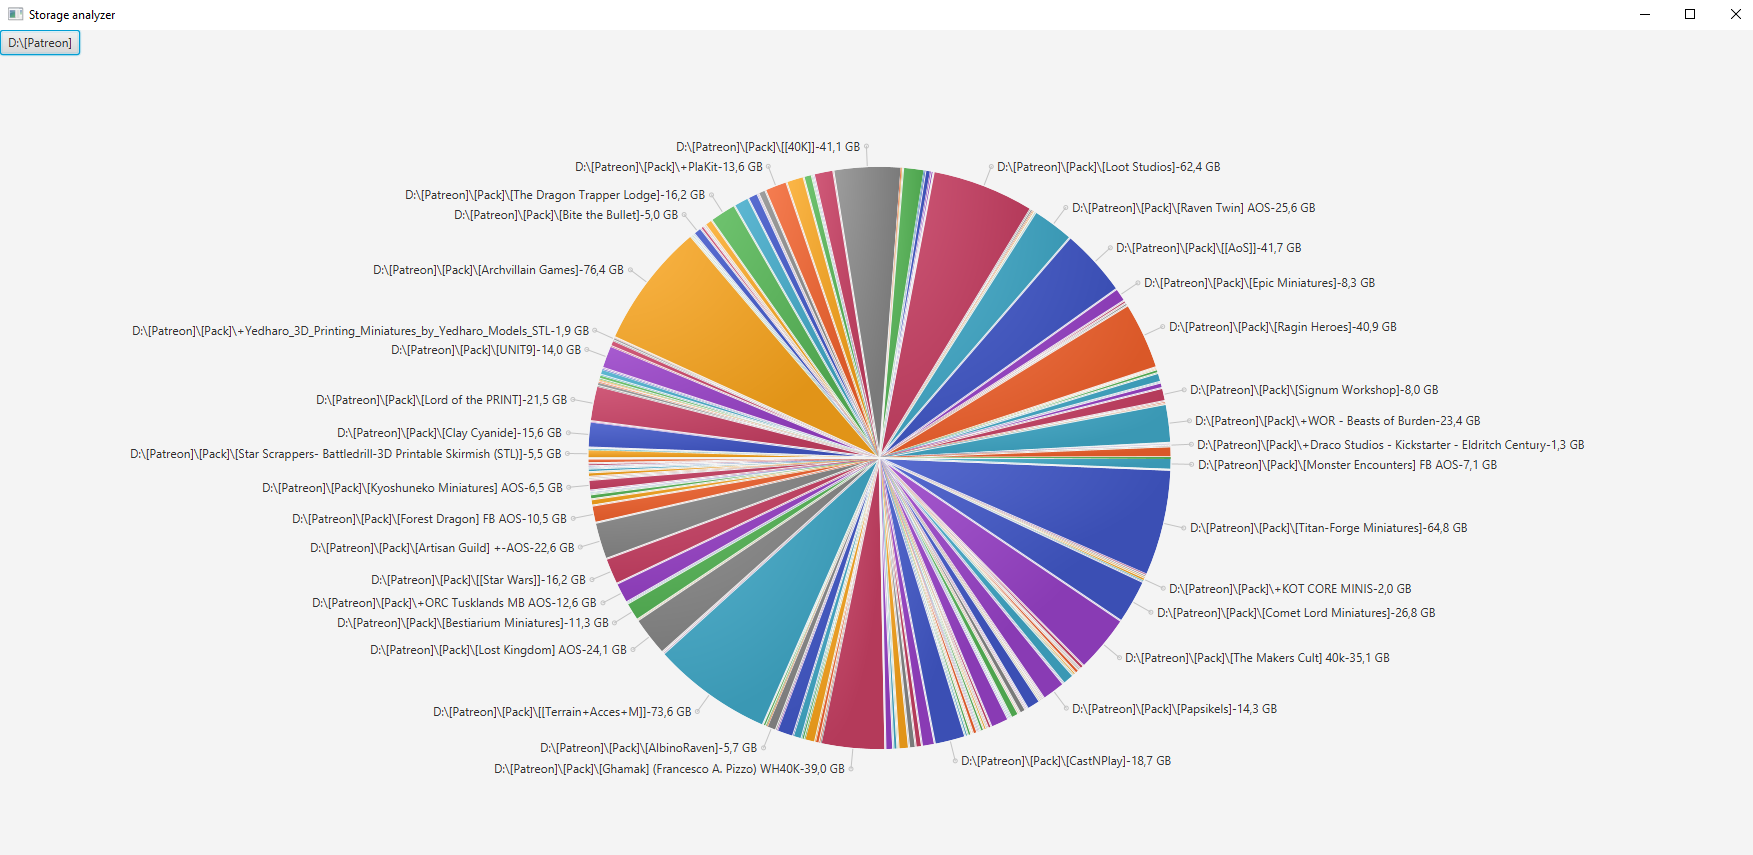 Storage analyzer
D:\[Patreon]
D:\[Patreon]\[Pack]\[[40K]]-41,1 GB
D:\[Patreon]\[Pack]\+PlaKit-13,6 GB
D:\[Patreon]\[Pack]\[Loot Studios]-62,4 GB
D:\[Patreon]\[Pack]\[The Dragon Trapper Lodge]-16,2 GB
D:\[Patreon]\[Pack]\[Raven Twin] AOS-25,6 GB
D:\[Patreon]\[Pack]\[Bite the Bullet]-5,0 GB
D:\[Patreon]\[Pack]\[[AoS]]-41,7 GB
D:\[Patreon]\[Pack]\[Archvillain Games]-76,4 GB
D:\[Patreon]\[Pack]\[Epic Miniatures]-8,3 GB
D:\[Patreon]\[Pack]\[Ragin Heroes]-40,9 GB
D:\[Patreon]\[Pack]\+Yedharo_3D_Printing_Miniatures_by_Yedharo_Models_STL-1,9 GB
D:\[Patreon]\[Pack]\[UNIT9]-14,0 GB
D:\[Patreon]\[Pack]\[Signum Workshop]-8,0 GB
D:\[Patreon]\[Pack]\[Lord of the PRINT]-21,5 GB
D:\[Patreon]\[Pack]\+WOR - Beasts of Burden-23,4 GB
D:\[Patreon]\[Pack]\[Clay Cyanide]-15,6 GB
D:\[Patreon]\[Pack]\+Draco Studios - Kickstarter - Eldritch Century-1,3 GB
D:\[Patreon]\[Pack]\[Star Scrappers- Battledrill-3D Printable Skirmish (STL)]-5,5 GB
D:\[Patreon]\[Pack]\[Monster Encounters] FB AOS-7,1 GB
D:\[Patreon]\[Pack]\[Kyoshuneko Miniatures] AOS-6,5 GB
D:\[Patreon]\[Pack]\[Forest Dragon] FB AOS-10,5 GB
D:\[Patreon]\[Pack]\[Titan-Forge Miniatures]-64,8 GB
D:\[Patreon]\[Pack]\[Artisan Guild] +-AOS-22,6 GB
D:\[Patreon]\[Pack]\[[Star Wars]]-16,2 GB
D:\[Patreon]\[Pack]\+KOT CORE MINIS-2,0 GB
D:\[Patreon]\[Pack]\+ORC Tusklands MB AOS-12,6 GB
D:\[Patreon]\[Pack]\[Comet Lord Miniatures]-26,8 GB
D:\[Patreon]\[Pack]\[Bestiarium Miniatures]-11,3 GB
D:\[Patreon]\[Pack]\[Lost Kingdom] AOS-24,1 GB
D:\[Patreon]\[Pack]\[The Makers Cult] 40k-35,1 GB
D:\[Patreon]\[Pack]\[[Terrain+Acces+M]]-73,6 GB
D:\[Patreon]\[Pack]\[Papsikels]-14,3 GB
D:\[Patreon]\[Pack]\[AlbinoRaven]-5,7 GB
D:\[Patreon]\[Pack]\[CastNPlay]-18,7 GB
D:\[Patreon]\[Pack]\[Ghamak] (Francesco A. Pizzo) WH40K-39,0 GB